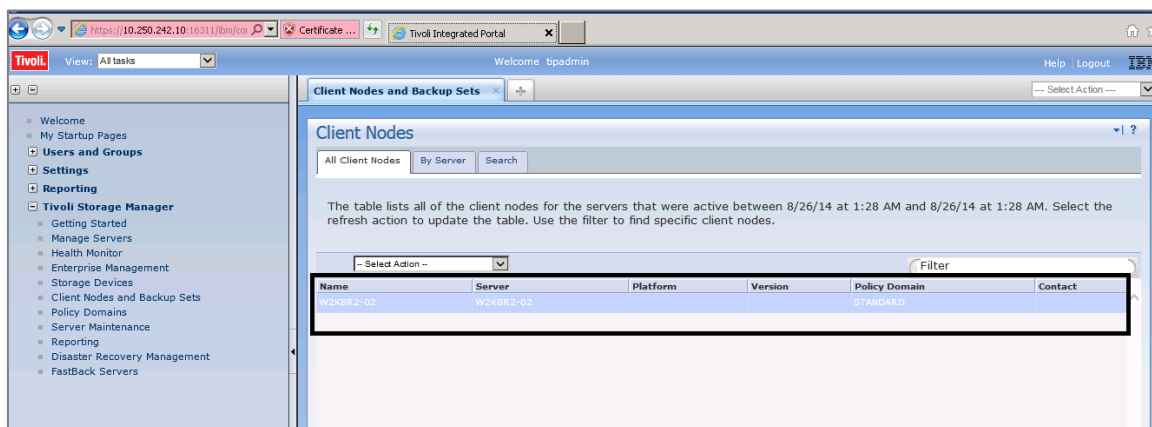 https://10.250.242.10:16311/ibm/con
Certificate ...
Tivoli Integrated Portal
Tivoli.
View: All tasks
Welcome tipadmin
Help
Logout
IBM
Client Nodes and Backup Sets
--- Select Action ---
Welcome
My Startup Pages
Users and Groups
Settings
Reporting
Tivoli Storage Manager
Getting Started
Manage Servers
Health Monitor
Enterprise Management
Storage Devices
Client Nodes and Backup Sets
Policy Domains
Server Maintenance
Reporting
Disaster Recovery Management
FastBack Servers
Client Nodes
?
All Client Nodes
By Server
Search
The table lists all of the client nodes for the servers that were active between 8/26/14 at 1:28 AM and 8/26/14 at 1:28 AM. Select the
refresh action to update the table. Use the filter to find specific client nodes.
-- Select Action --
Filter
Name Server Platform Version Policy Domain Contact
W2K8R2-02 W2K8R2-02 STANDARD